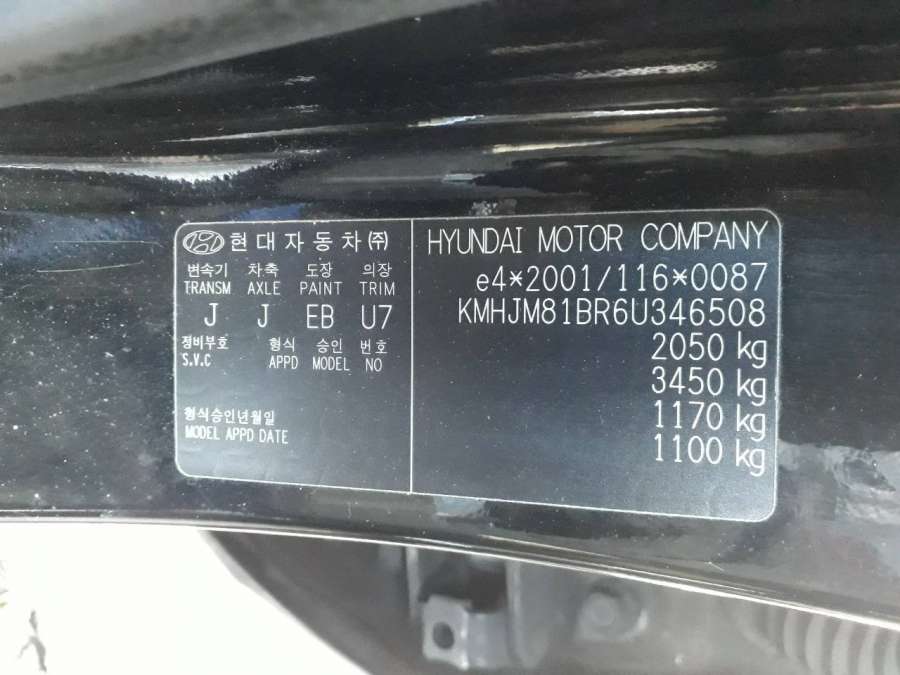 현대자동차(주)
변속기 차축 도장 의장
TRANSM AXLE PAINT TRIM
J J EB U7
정비부호 형식 승인 번호
S.V.C APPD MODEL NO
형식승인년월일
MODEL APPD DATE
HYUNDAI MOTOR COMPANY
e4*2001/116*0087
KMHJM81BR6U346508
2050 kg
3450 kg
1170 kg
1100 kg